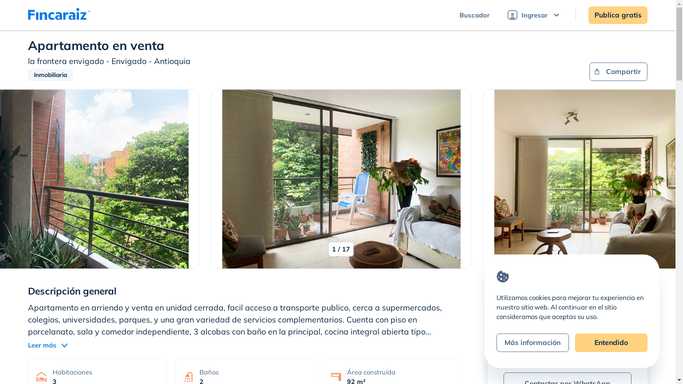 Fincaraiz
Buscador
Ingresar
Publica gratis
Apartamento en venta
la frontera envigado - Envigado - Antioquia
Inmobiliaria
Compartir
1 / 17
Descripción general
Apartamento en arriendo y venta en unidad cerrada, facil acceso a transporte publico, cerca a supermercados,
colegios, universidades, parques, y una gran variedad de servicios complementarios. Cuenta con piso en
porcelanato, sala y comedor independiente, 3 alcobas con baño en la principal, cocina integral abierta tipo...
Leer más
Habitaciones
3
Baños
2
Área construida
92 m²
Utilizamos cookies para mejorar tu experiencia en
nuestro sitio web. Al continuar en el sitio
consideramos que aceptas su uso.
Más información
Entendido
Contactar por WhatsApp